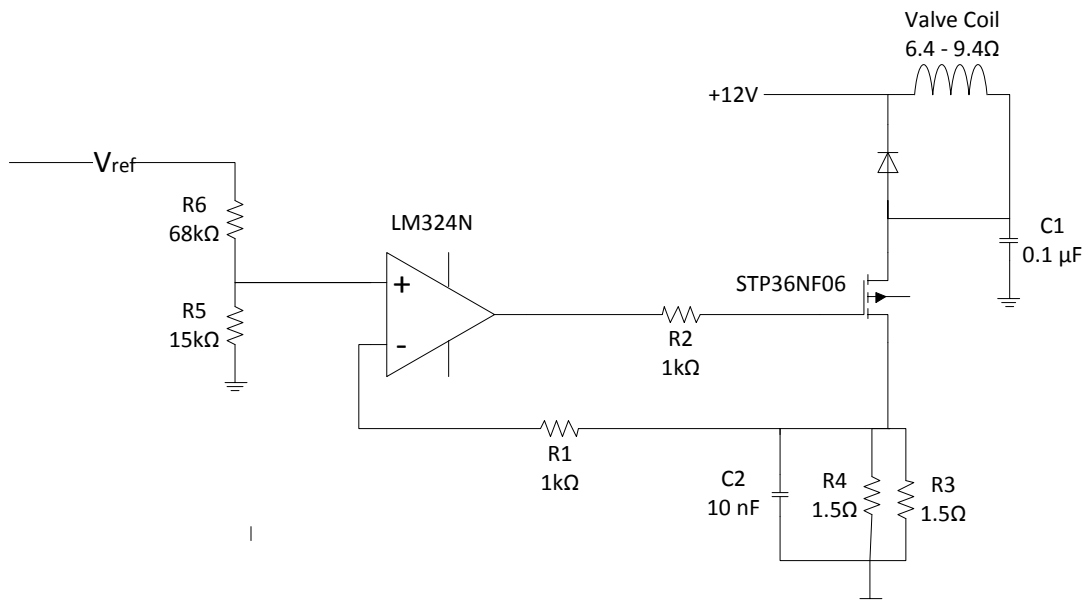 Valve Coil
6.4 - 9.4Ω
+12V
Vref
R6
68kΩ
LM324N
C1
0.1 µF
+
STP36NF06
R5
15kΩ
-
R2
1kΩ
R1
1kΩ
C2
10 nF
R4
1.5Ω
R3
1.5Ω